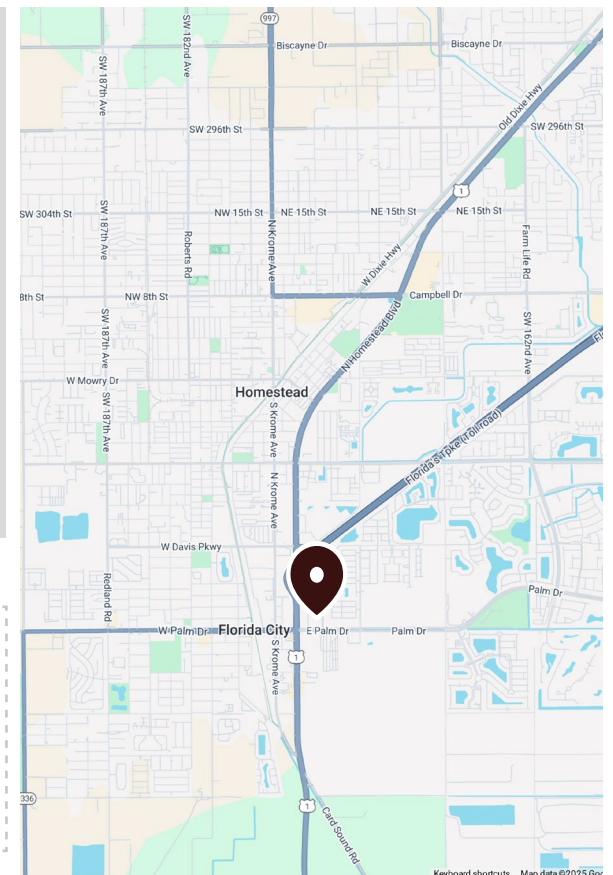 997
SW 182nd Ave
Biscayne Dr
Biscayne Dr
SW 187th Ave
Old Dixie Hwy
SW 296th St
SW 296th St
1
SW 304th St
NW 15th St
NE 15th St
NE 15th St
NE 15th St
SW 187th Ave
Roberts Rd
N Krome Ave
W Dixie Hwy
Farm Life Rd
8th St
NW 8th St
Campbell Dr
SW 187th Ave
N Homestead Blvd
SW 162nd Ave
Fl
W Mowry Dr
Homestead
SW 187th Ave
S Krome Ave
Florida's Tpke (Toll road)
N Krome Ave
W Davis Pkwy
Redland Rd
Palm Dr
W Palm Dr
Florida City
E Palm Dr
Palm Dr
S Krome Ave
1
336
1
Card Sound Rd
Keyboard shortcuts
Map data ©2025 Goo